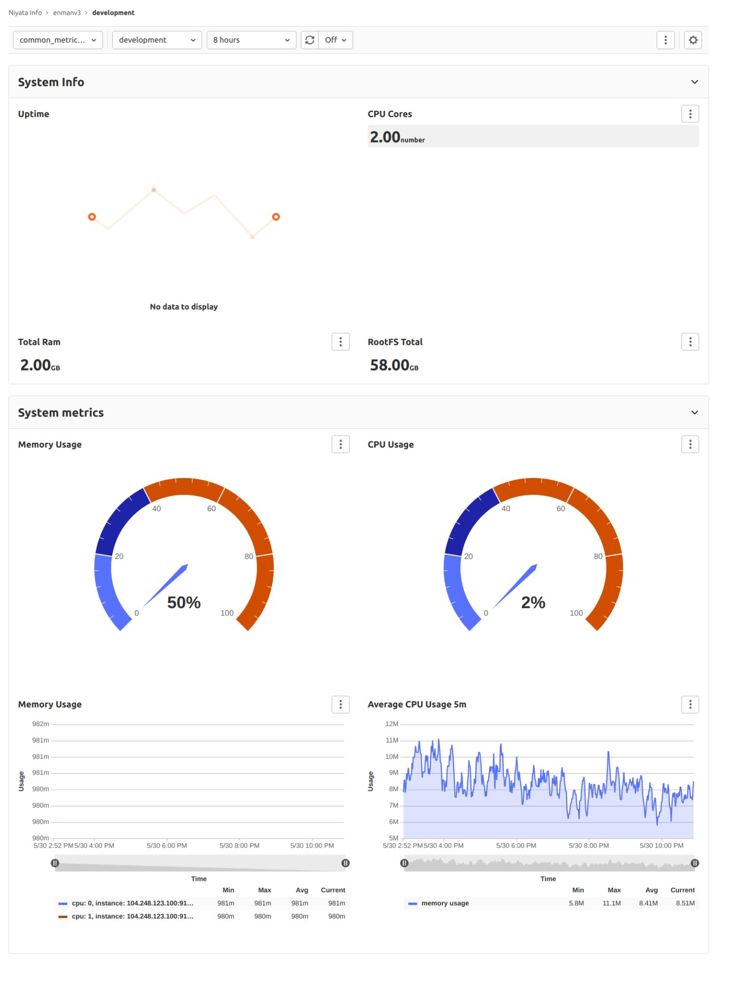 Niyata Info > enmanv3 > development
common_metric... development 8 hours Off
System Info
Uptime CPU Cores
2.00number
No data to display
Total Ram RootFS Total
2.00GB 58.00GB
System metrics
Memory Usage CPU Usage
40 60 40 60
20 80 20 80
50% 2%
0 100 0 100
Memory Usage Average CPU Usage 5m
982m 12M
981m 11M
981m 10M
981m 9M
980m 8M
980m 7M
980m 6M
980m 5M
Usage Usage
5/30 2:52 PM 5/30 4:00 PM 5/30 6:00 PM 5/30 8:00 PM 5/30 10:00 PM 5/30 2:52 PM 5/30 4:00 PM 5/30 6:00 PM 5/30 8:00 PM 5/30 10:00 PM
Time Time
Min Max Avg Current Min Max Avg Current
cpu: 0, instance: 104.248.123.100:91... 981m 981m 981m 981m memory usage 5.8M 11.1M 8.41M 8.51M
cpu: 1, instance: 104.248.123.100:91... 980m 980m 980m 980m